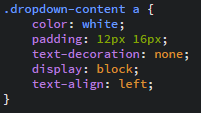 .dropdown-content a {
    color: white;
    padding: 12px 16px;
    text-decoration: none;
    display: block;
    text-align: left;
}